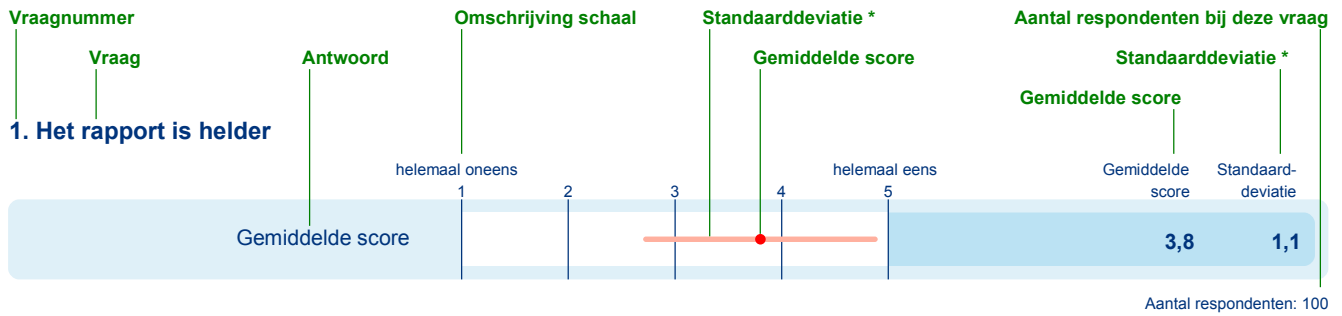 Vraagnummer Omschrijving schaal Standaarddeviatie * Aantal respondenten bij deze vraag
Vraag Antwoord Gemiddelde score Standaarddeviatie *
Gemiddelde score
1. Het rapport is helder
helemaal oneens helemaal eens Gemiddelde score Standaard-deviatie
1 2 3 4 5
Gemiddelde score 3,8 1,1
Aantal respondenten: 100